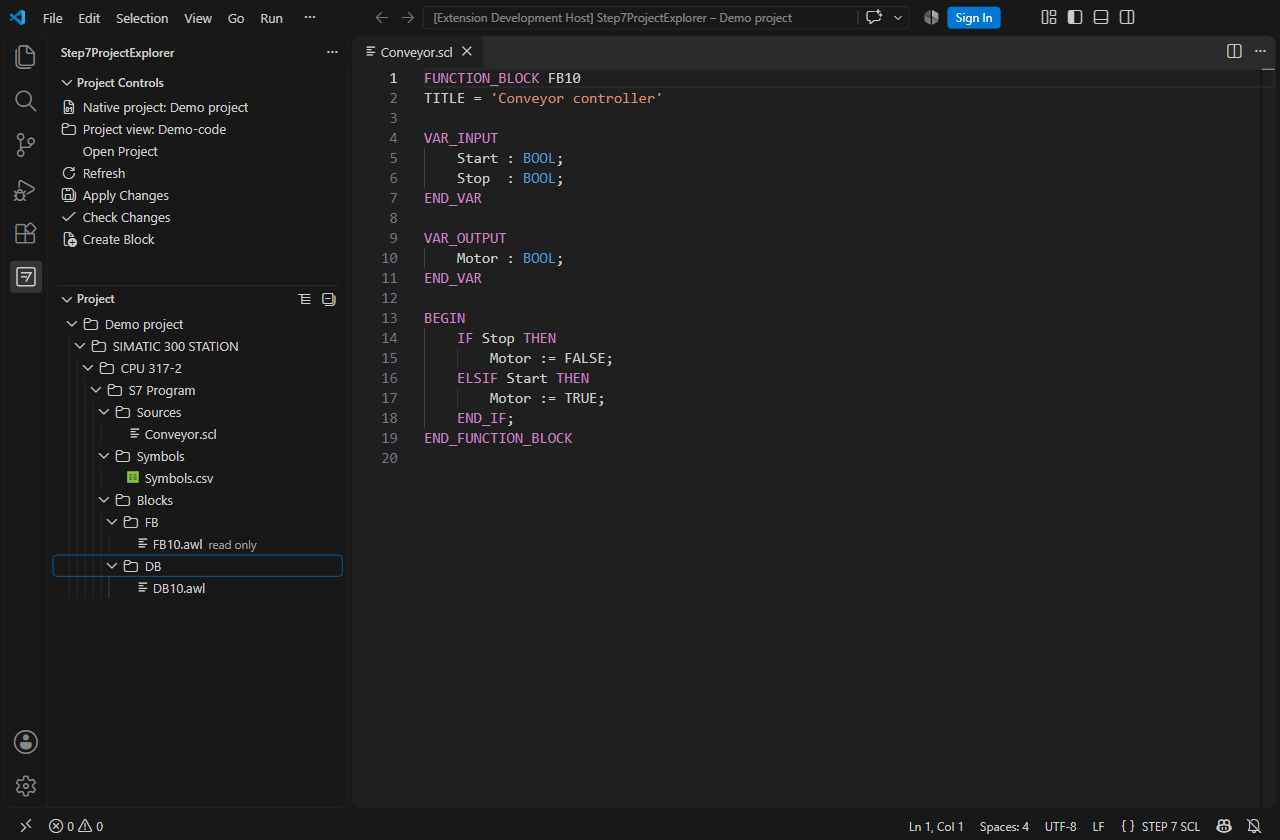 File Edit Selection View Go Run ···
[Extension Development Host] Step7ProjectExplorer – Demo project
Sign In
Step7ProjectExplorer ···
Project Controls
Native project: Demo project
Project view: Demo-code
Open Project
Refresh
Apply Changes
Check Changes
Create Block
Project
Demo project
SIMATIC 300 STATION
CPU 317-2
S7 Program
Sources
Conveyor.scl
Symbols
Symbols.csv
Blocks
FB
FB10.awl read only
DB
DB10.awl
Conveyor.scl
1 FUNCTION_BLOCK FB10
2 TITLE = 'Conveyor controller'
3
4 VAR_INPUT
5     Start : BOOL;
6     Stop  : BOOL;
7 END_VAR
8
9 VAR_OUTPUT
10     Motor : BOOL;
11 END_VAR
12
13 BEGIN
14     IF Stop THEN
15         Motor := FALSE;
16     ELSIF Start THEN
17         Motor := TRUE;
18     END_IF;
19 END_FUNCTION_BLOCK
20
0 0
Ln 1, Col 1 Spaces: 4 UTF-8 LF { } STEP 7 SCL